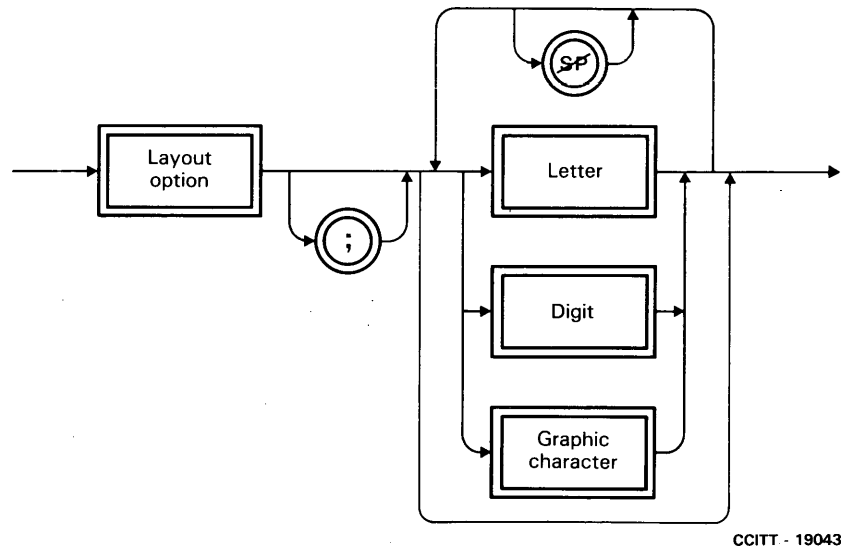 SP
Layout
option
Letter
;
Digit
Graphic
character
CCITT - 19043